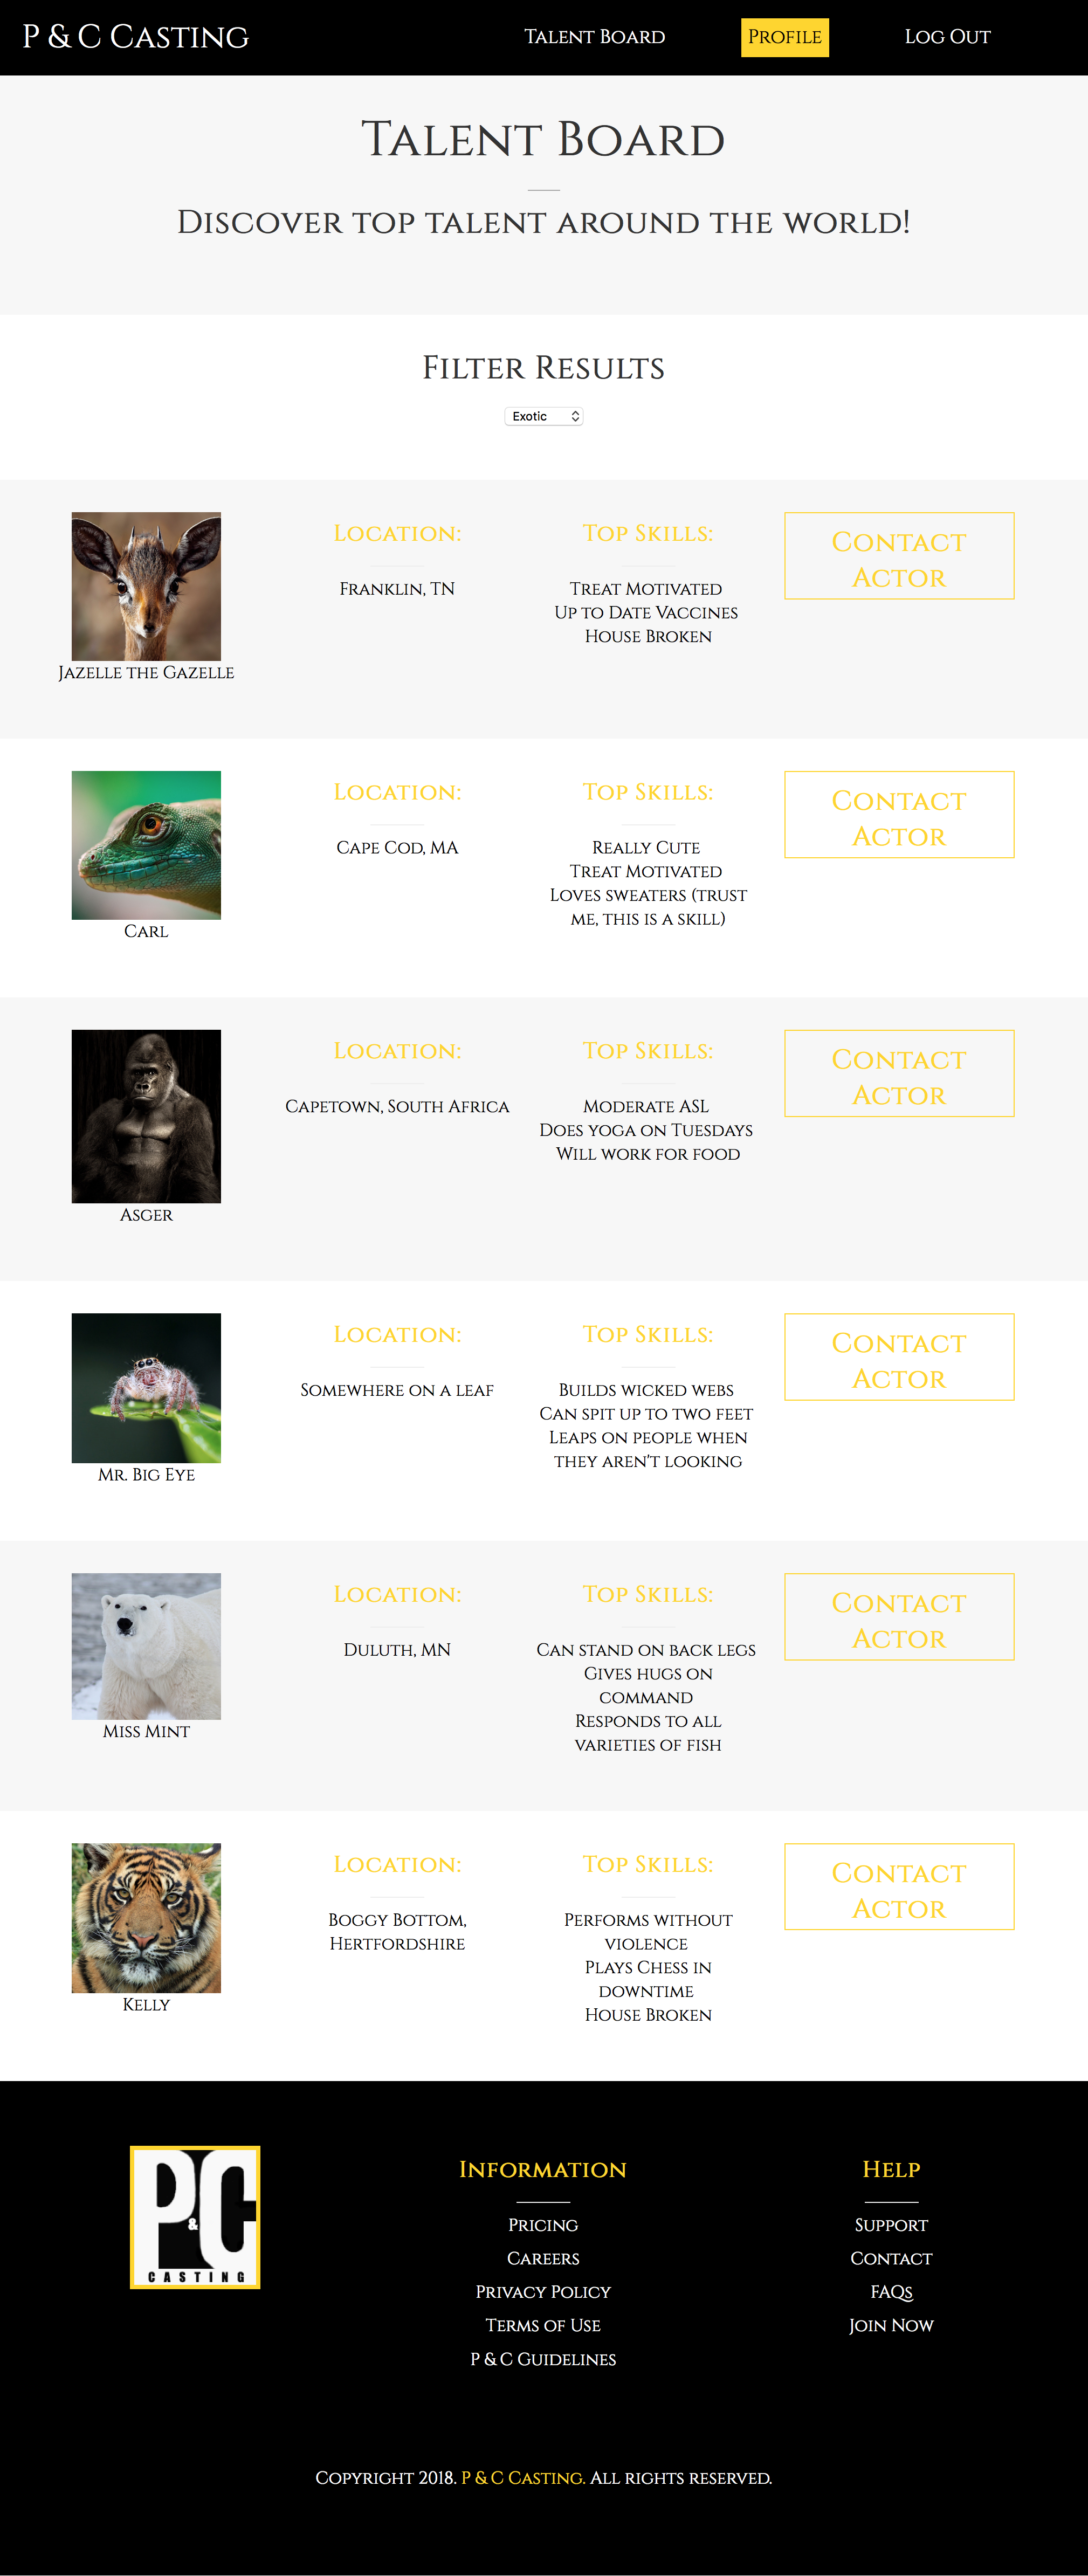 P & C Casting
Talent Board
Profile
Log Out
Talent Board
Discover top talent around the world!
Filter Results
Exotic
Jazelle the Gazelle
Location:
Franklin, TN
Top Skills:
Treat Motivated
Up to Date Vaccines
House Broken
Contact
Actor
Carl
Location:
Cape Cod, MA
Top Skills:
Really Cute
Treat Motivated
Loves sweaters (trust
me, this is a skill)
Contact
Actor
Asger
Location:
Capetown, South Africa
Top Skills:
Moderate ASL
Does yoga on Tuesdays
Will work for food
Contact
Actor
Mr. Big Eye
Location:
Somewhere on a leaf
Top Skills:
Builds wicked webs
Can spit up to two feet
Leaps on people when
they aren't looking
Contact
Actor
Miss Mint
Location:
Duluth, MN
Top Skills:
Can stand on back legs
Gives hugs on
command
Responds to all
varieties of fish
Contact
Actor
Kelly
Location:
Boggy Bottom,
Hertfordshire
Top Skills:
Performs without
violence
Plays Chess in
downtime
House Broken
Contact
Actor
P&C
CASTING
Information
Pricing
Careers
Privacy Policy
Terms of Use
P & C Guidelines
Help
Support
Contact
FAQs
Join Now
Copyright 2018. P & C Casting. All rights reserved.